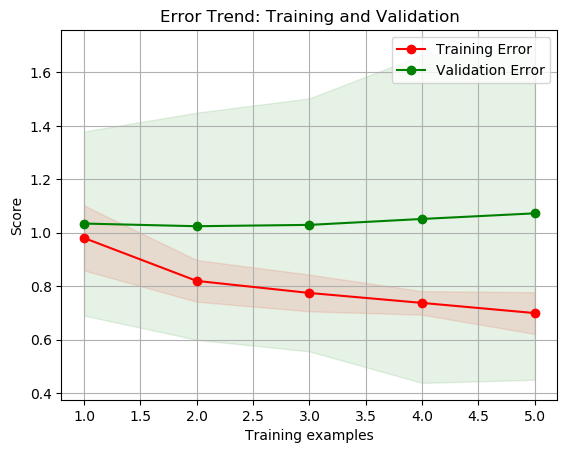 Error Trend: Training and Validation
Training Error
Validation Error
Score
1.6
1.4
1.2
1.0
0.8
0.6
0.4
1.0 1.5 2.0 2.5 3.0 3.5 4.0 4.5 5.0
Training examples